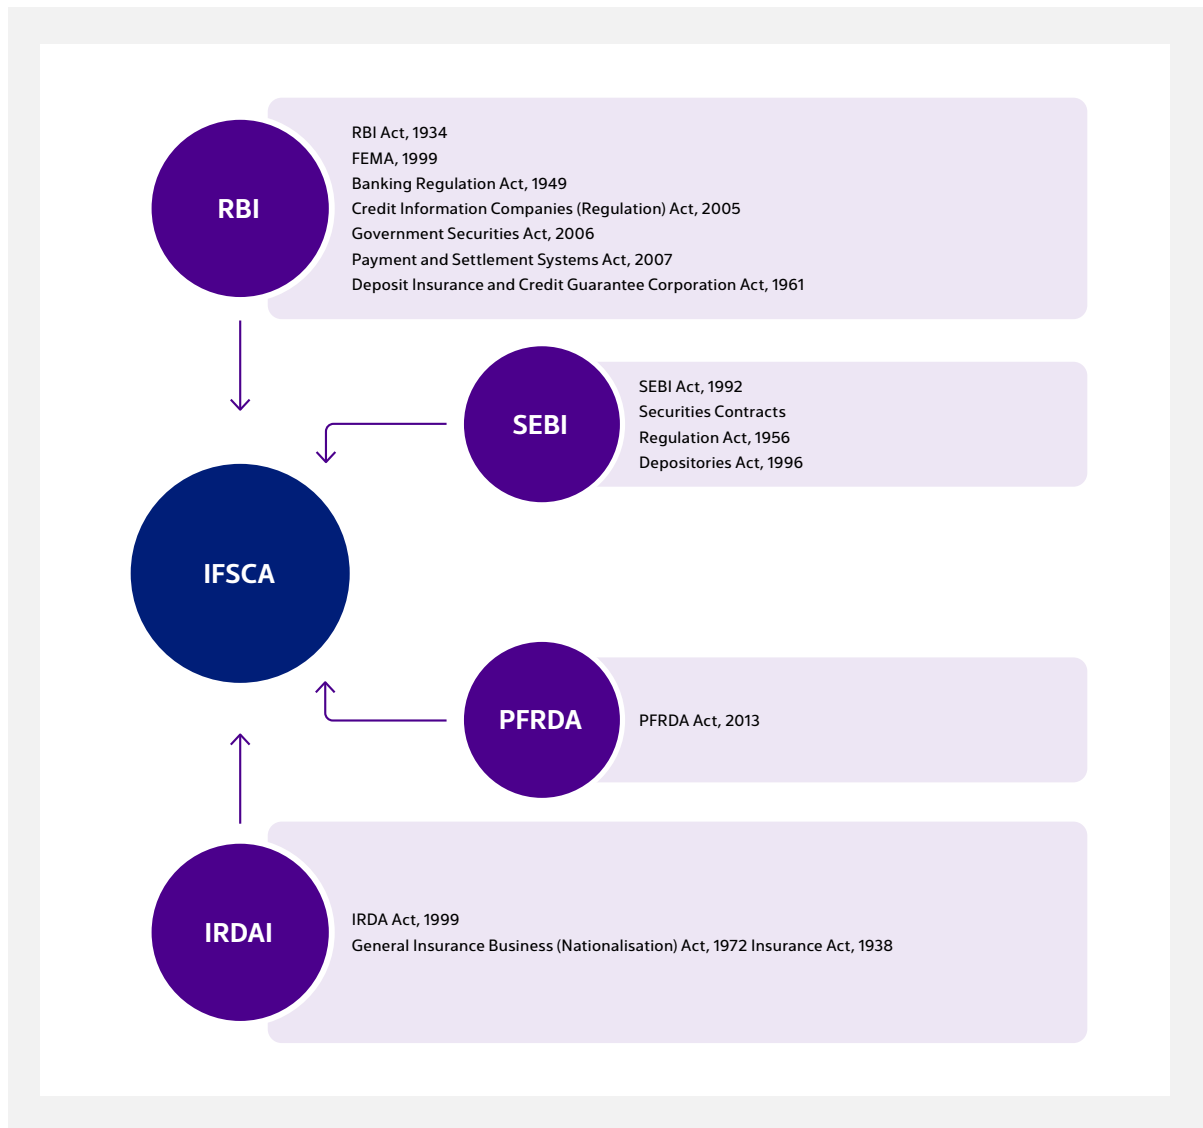 RBI
RBI Act, 1934
FEMA, 1999
Banking Regulation Act, 1949
Credit Information Companies (Regulation) Act, 2005
Government Securities Act, 2006
Payment and Settlement Systems Act, 2007
Deposit Insurance and Credit Guarantee Corporation Act, 1961
SEBI
SEBI Act, 1992
Securities Contracts
Regulation Act, 1956
Depositories Act, 1996
IFSCA
PFRDA
PFRDA Act, 2013
IRDAI
IRDA Act, 1999
General Insurance Business (Nationalisation) Act, 1972 Insurance Act, 1938